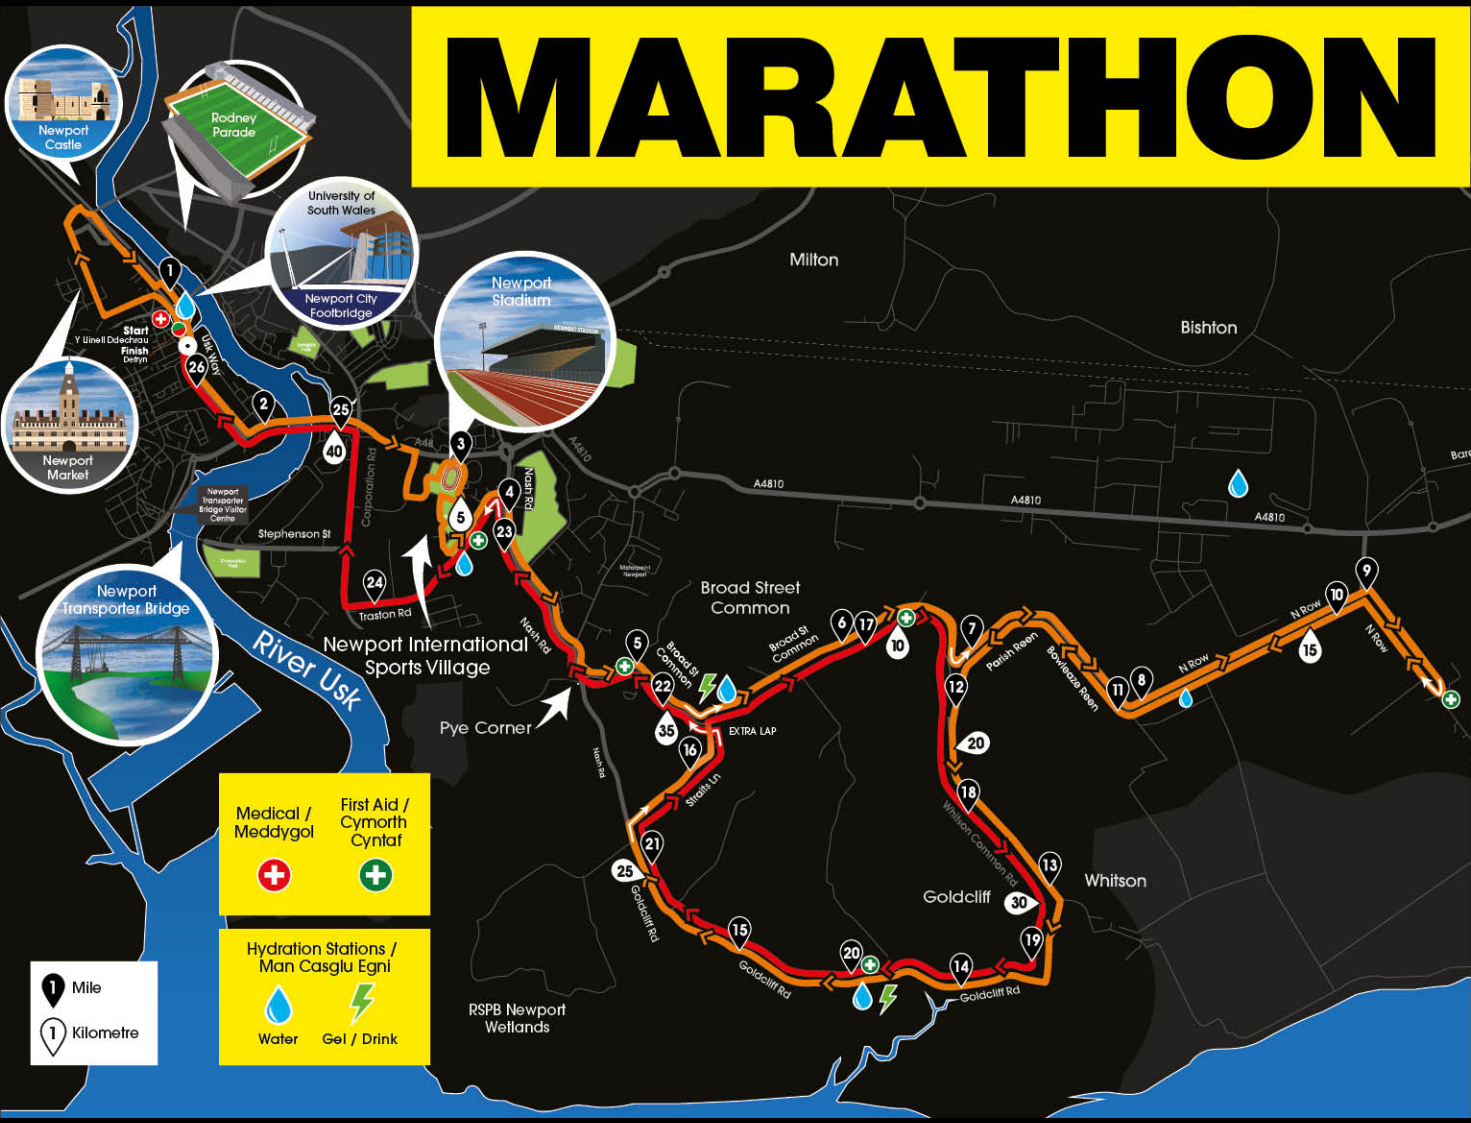 MARATHON
Newport
Castle
Rodney
Parade
University of
South Wales
Newport City
Footbridge
Newport
Stadium
NEWPORT STADIUM
Milton
Bishton
1
Start
Y Llinell Ddechrau
Finish
Usk Way
26
2
25
40
A48
3
A4810
Newport
Market
Corporation Rd
Nash Rd
4
5
23
A4810
A4810
A4810
Newport
Transporter
Bridge Visitor
Centre
Stephenson St
24
Traston Rd
Newport
Transporter Bridge
River Usk
Newport International
Sports Village
Nash Rd
Broad Street
Common
5
Broad St
Common
22
35
Pye Corner
Nash Rd
EXTRA LAP
16
Straits Ln
Broad St
Common
6
17
10
7
Parish Reen
Bowleaze Reen
12
11
8
N Row
N Row
10
9
15
N Row
20
18
Whitson Common Rd
13
Whitson
Goldcliff
30
19
14
Goldcliff Rd
20
15
Goldcliff Rd
21
25
Goldcliff Rd
RSPB Newport
Wetlands
Medical /
Meddygol
First Aid /
Cymorth
Cyntaf
Hydration Stations /
Man Casglu Egni
Water
Gel / Drink
1
Mile
1
Kilometre